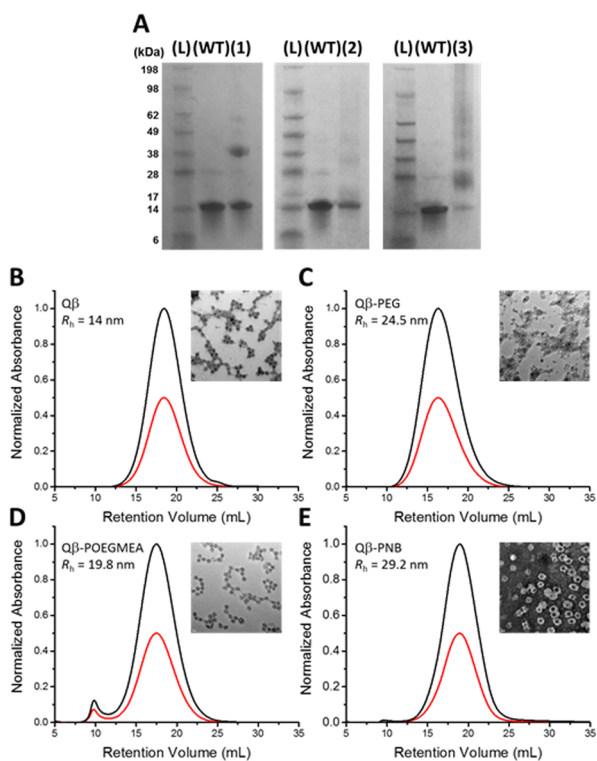 A
(kDa) (L) (WT) (1) (L) (WT) (2) (L) (WT) (3)
198
98
62
49
38
28
17
14
6
B
Qβ
Rh = 14 nm
Normalized Absorbance
1.0
0.8
0.6
0.4
0.2
0.0
5 10 15 20 25 30 35
Retention Volume (mL)
C
Qβ-PEG
Rh = 24.5 nm
Normalized Absorbance
1.0
0.8
0.6
0.4
0.2
0.0
5 10 15 20 25 30 35
Retention Volume (mL)
D
Qβ-POEGMEA
Rh = 19.8 nm
Normalized Absorbance
1.0
0.8
0.6
0.4
0.2
0.0
5 10 15 20 25 30 35
Retention Volume (mL)
E
Qβ-PNB
Rh = 29.2 nm
Normalized Absorbance
1.0
0.8
0.6
0.4
0.2
0.0
5 10 15 20 25 30 35
Retention Volume (mL)